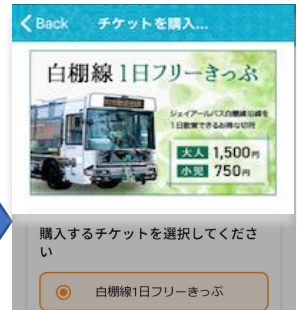 Back チケットを購入...
白棚線1日フリーきっぷ
ジェイアールバス白棚線沿線を
1日散策できるお得な切符
大人 1,500円
小児 750円
購入するチケットを選択してくださ
い
白棚線1日フリーきっぷ